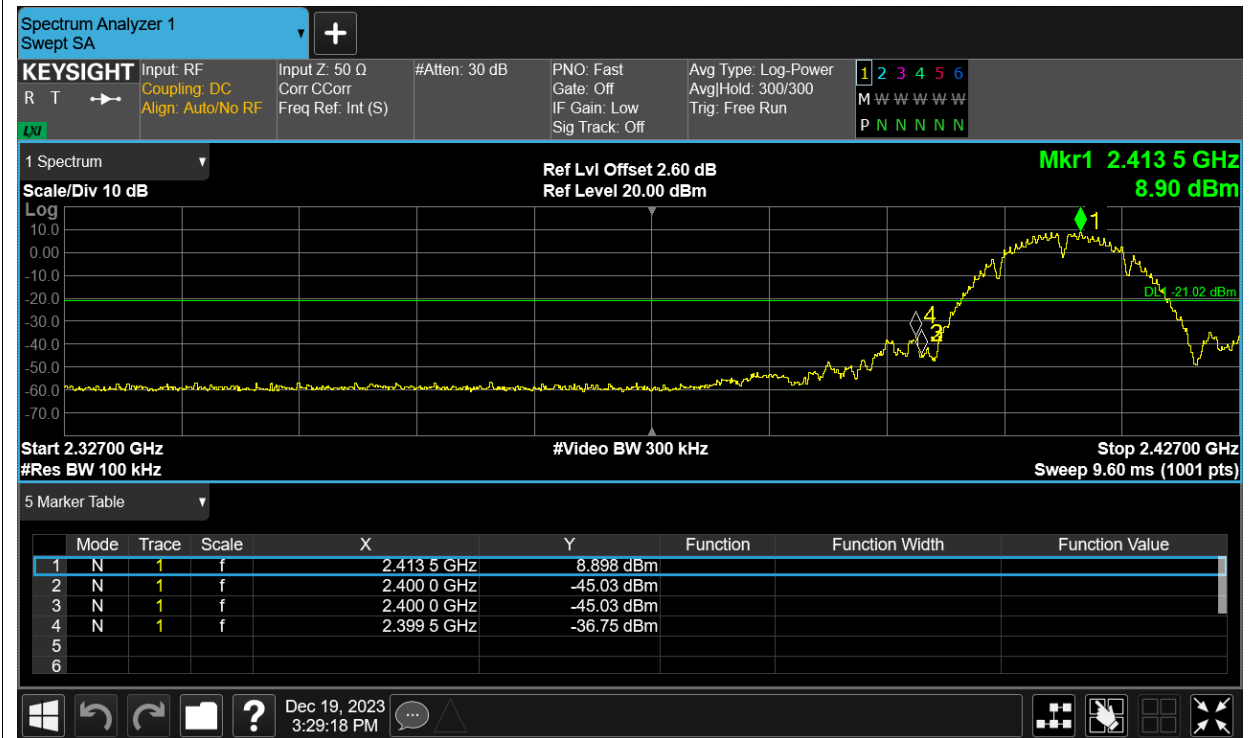 Spectrum Analyzer 1
Swept SA
KEYSIGHT
R T
LXI
Input: RF
Coupling: DC
Align: Auto/No RF
Input Z: 50 Ω
Corr CCorr
Freq Ref: Int (S)
#Atten: 30 dB
PNO: Fast
Gate: Off
IF Gain: Low
Sig Track: Off
Avg Type: Log-Power
Avg|Hold: 300/300
Trig: Free Run
1 2 3 4 5 6
M W W W W W
P N N N N N
1 Spectrum
Scale/Div 10 dB
Ref Lvl Offset 2.60 dB
Ref Level 20.00 dBm
Mkr1 2.413 5 GHz
8.90 dBm
Log
10.0
0.00
-10.0
-20.0
-30.0
-40.0
-50.0
-60.0
-70.0
1
DL1 -21.02 dBm
4
2
Start 2.32700 GHz
#Video BW 300 kHz
Stop 2.42700 GHz
#Res BW 100 kHz
Sweep 9.60 ms (1001 pts)
5 Marker Table
Mode Trace Scale X Y Function Function Width Function Value
1 N 1 f 2.413 5 GHz 8.898 dBm
2 N 1 f 2.400 0 GHz -45.03 dBm
3 N 1 f 2.400 0 GHz -45.03 dBm
4 N 1 f 2.399 5 GHz -36.75 dBm
5
6
?
Dec 19, 2023
3:29:18 PM